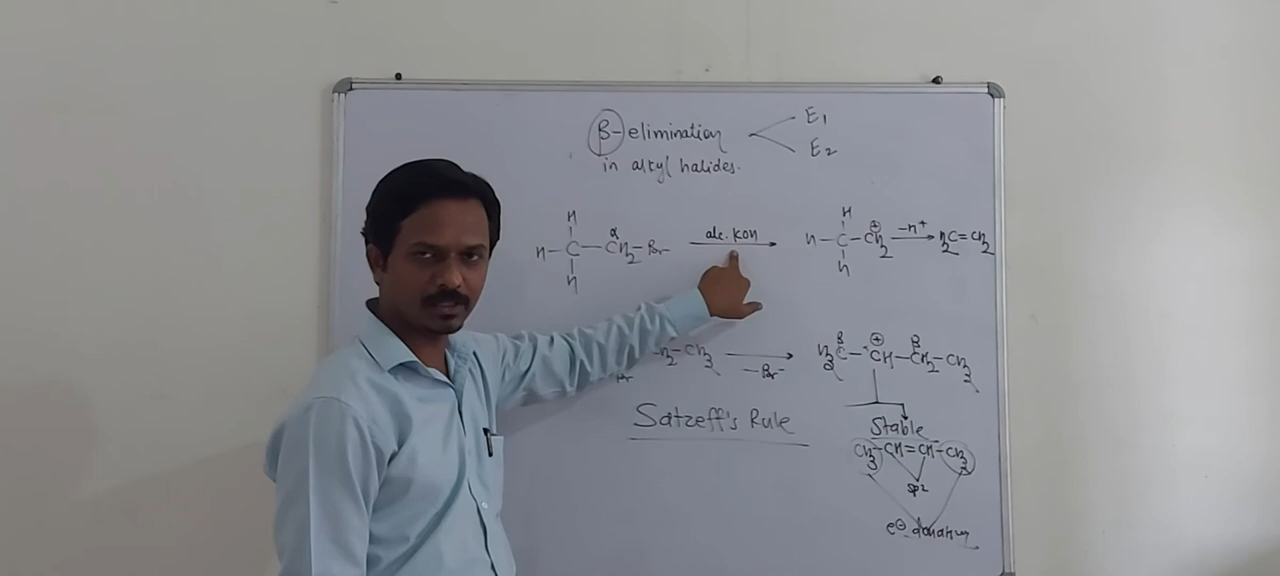 β-elimination
in alkyl halides.
E1
E2
H
H-C-CH2-Br
α
H
alc. KOH
H
H-C-CH2
⊕
H
-H+
H2C=CH2
H2-CH3
Br
-Br-
β
⊕
β
H3C-CH-CH2-CH3
Satzeff's Rule
Stable
CH3-CH=CH-CH3
sp2
e⊖ donating